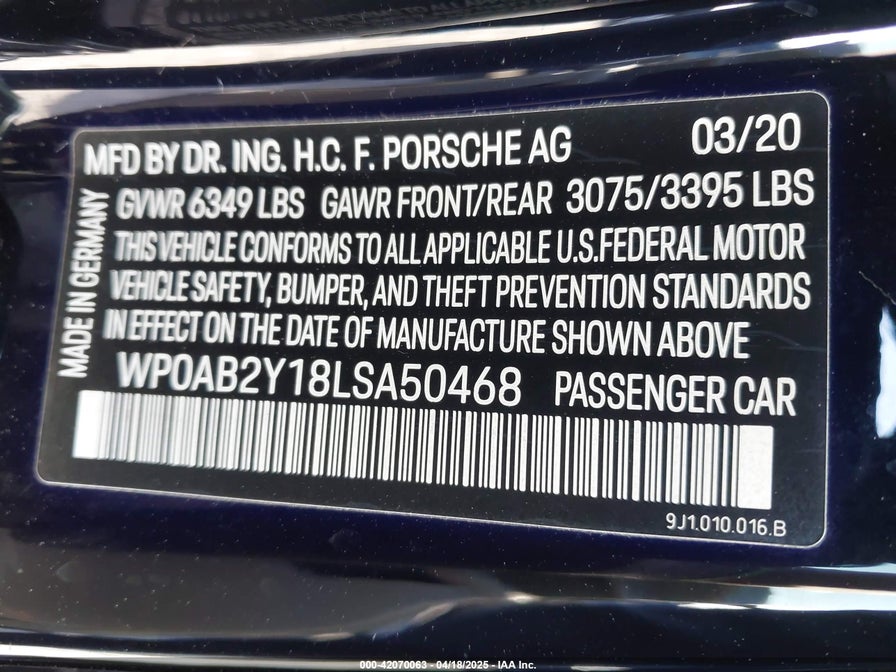 MFD BY DR. ING. H.C. F. PORSCHE AG 03/20
GVWR 6349 LBS GAWR FRONT/REAR 3075/3395 LBS
THIS VEHICLE CONFORMS TO ALL APPLICABLE U.S.FEDERAL MOTOR
VEHICLE SAFETY, BUMPER, AND THEFT PREVENTION STANDARDS
IN EFFECT ON THE DATE OF MANUFACTURE SHOWN ABOVE
WP0AB2Y18LSA50468 PASSENGER CAR
MADE IN GERMANY
9J1.010.016.B
000-42070063 - 04/18/2025 - IAA Inc.